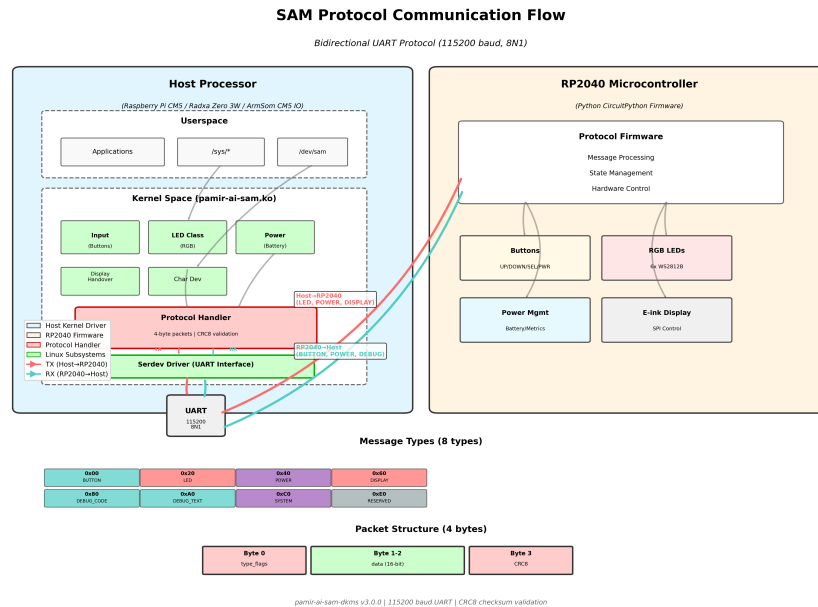 SAM Protocol Communication Flow
Bidirectional UART Protocol (115200 baud, 8N1)
Host Processor
(Raspberry Pi CM5 / Radxa Zero 3W / ArmSom CM5 IO)
Userspace
Applications
/sys/*
/dev/sam
Kernel Space (pamir-ai-sam.ko)
Input
(Buttons)
LED Class
(RGB)
Power
(Battery)
Display
Handover
Char Dev
Protocol Handler
4-byte packets | CRC8 validation
Serdev Driver (UART Interface)
Host→RP2040
(LED, POWER, DISPLAY)
RP2040→Host
(BUTTON, POWER, DEBUG)
Host Kernel Driver
RP2040 Firmware
Protocol Handler
Linux Subsystems
TX (Host→RP2040)
RX (RP2040→Host)
UART
115200
8N1
RP2040 Microcontroller
(Python CircuitPython Firmware)
Protocol Firmware
Message Processing
State Management
Hardware Control
Buttons
UP/DOWN/SEL/PWR
RGB LEDs
6x WS2812B
Power Mgmt
Battery/Metrics
E-ink Display
SPI Control
Message Types (8 types)
0x00
BUTTON
0x20
LED
0x40
POWER
0x60
DISPLAY
0x80
DEBUG_CODE
0xA0
DEBUG_TEXT
0xC0
SYSTEM
0xE0
RESERVED
Packet Structure (4 bytes)
Byte 0
type_flags
Byte 1-2
data (16-bit)
Byte 3
CRC8
pamir-ai-sam-dkms v3.0.0 | 115200 baud UART | CRC8 checksum validation